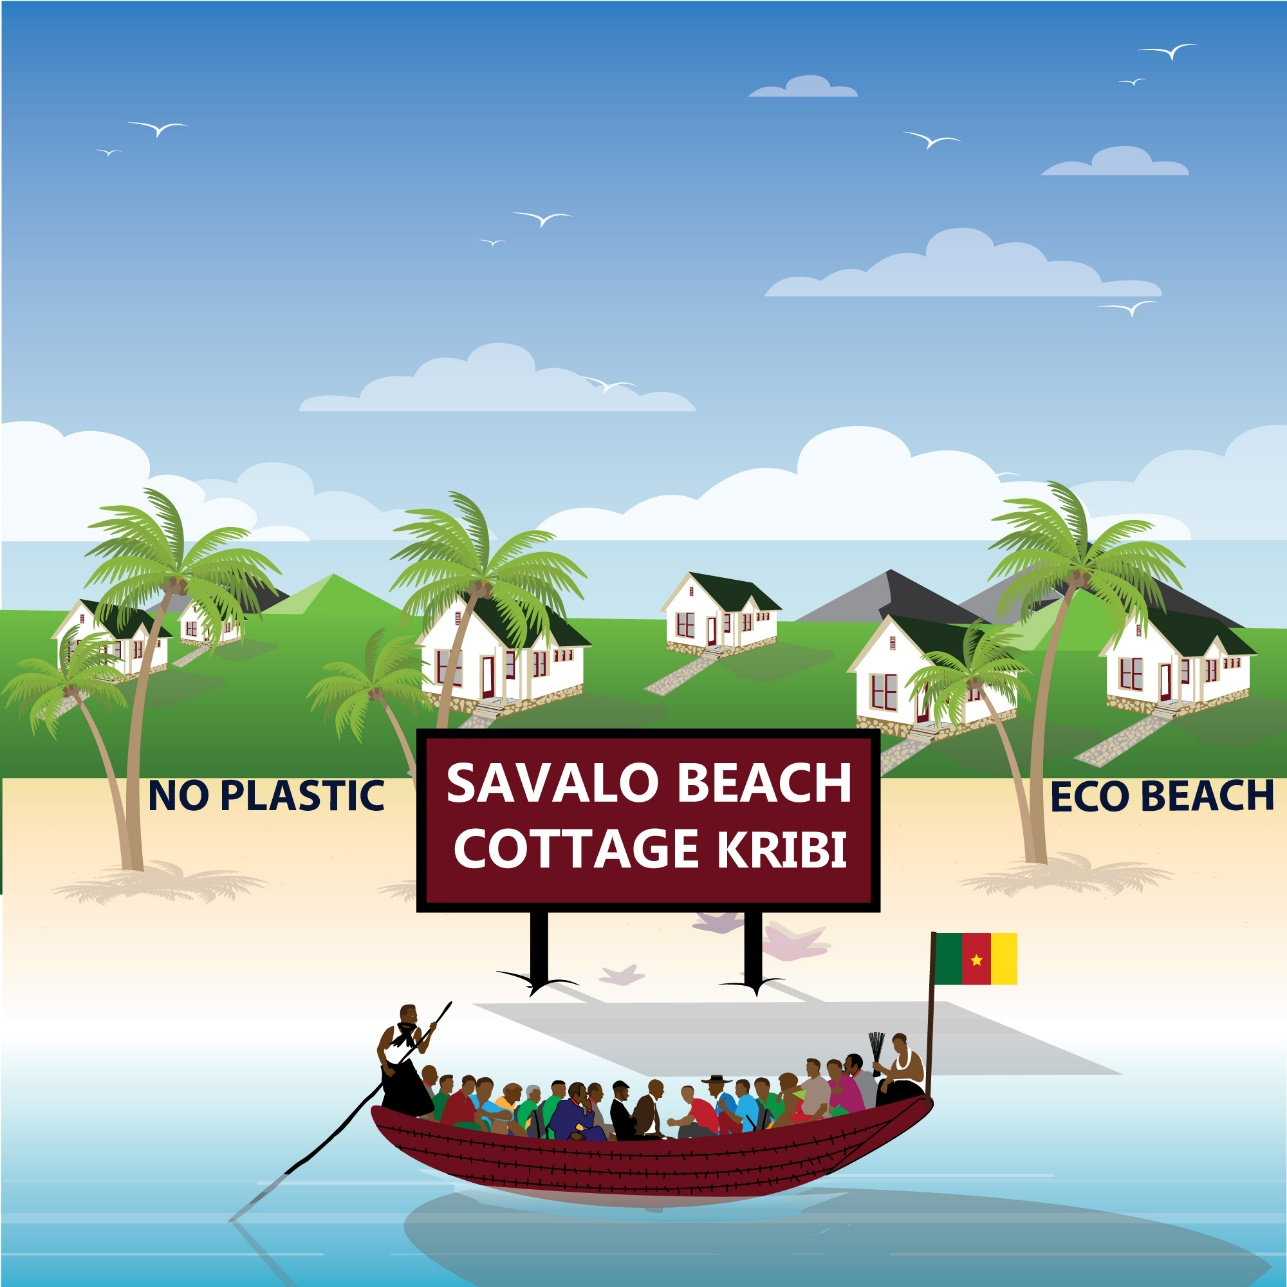 NO PLASTIC
SAVALO BEACH
COTTAGE KRIBI
ECO BEACH